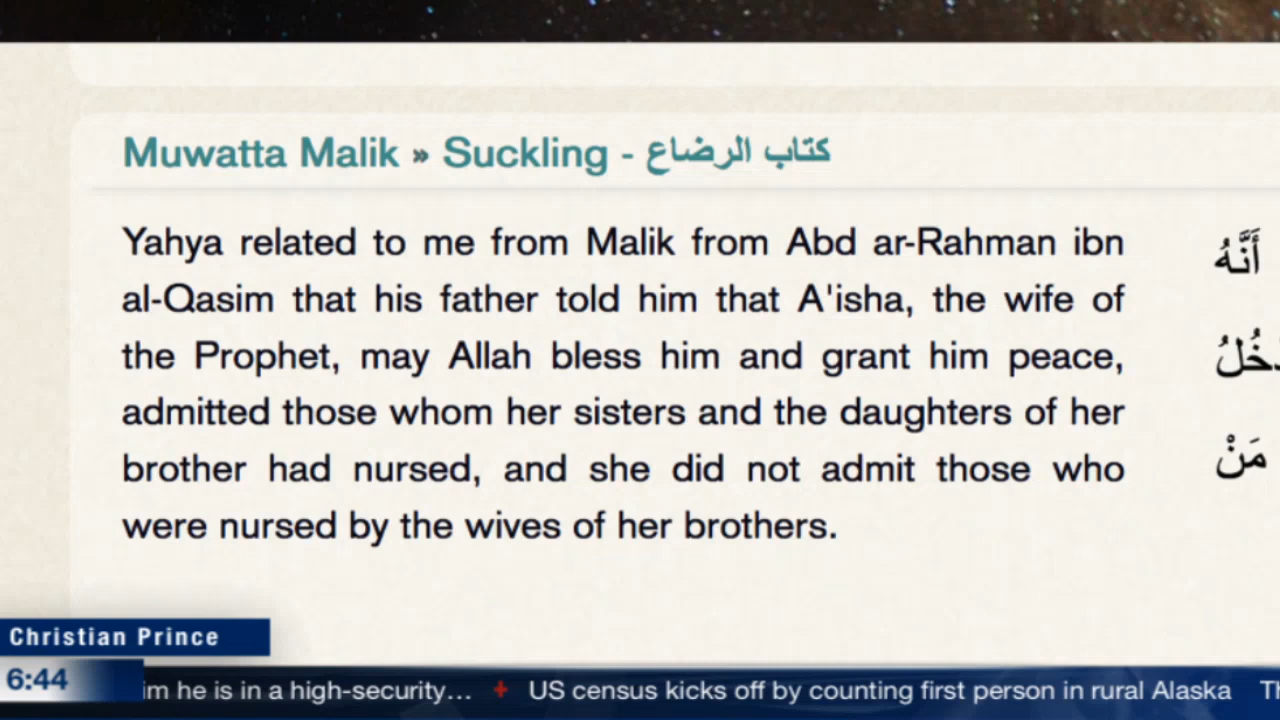 Muwatta Malik » Suckling - كتاب الرضاع
Yahya related to me from Malik from Abd ar-Rahman ibn
al-Qasim that his father told him that A'isha, the wife of
the Prophet, may Allah bless him and grant him peace,
admitted those whom her sisters and the daughters of her
brother had nursed, and she did not admit those who
were nursed by the wives of her brothers.
أَنَّهُ
مَنْ
Christian Prince
6:44
he is in a high-security... US census kicks off by counting first person in rural Alaska